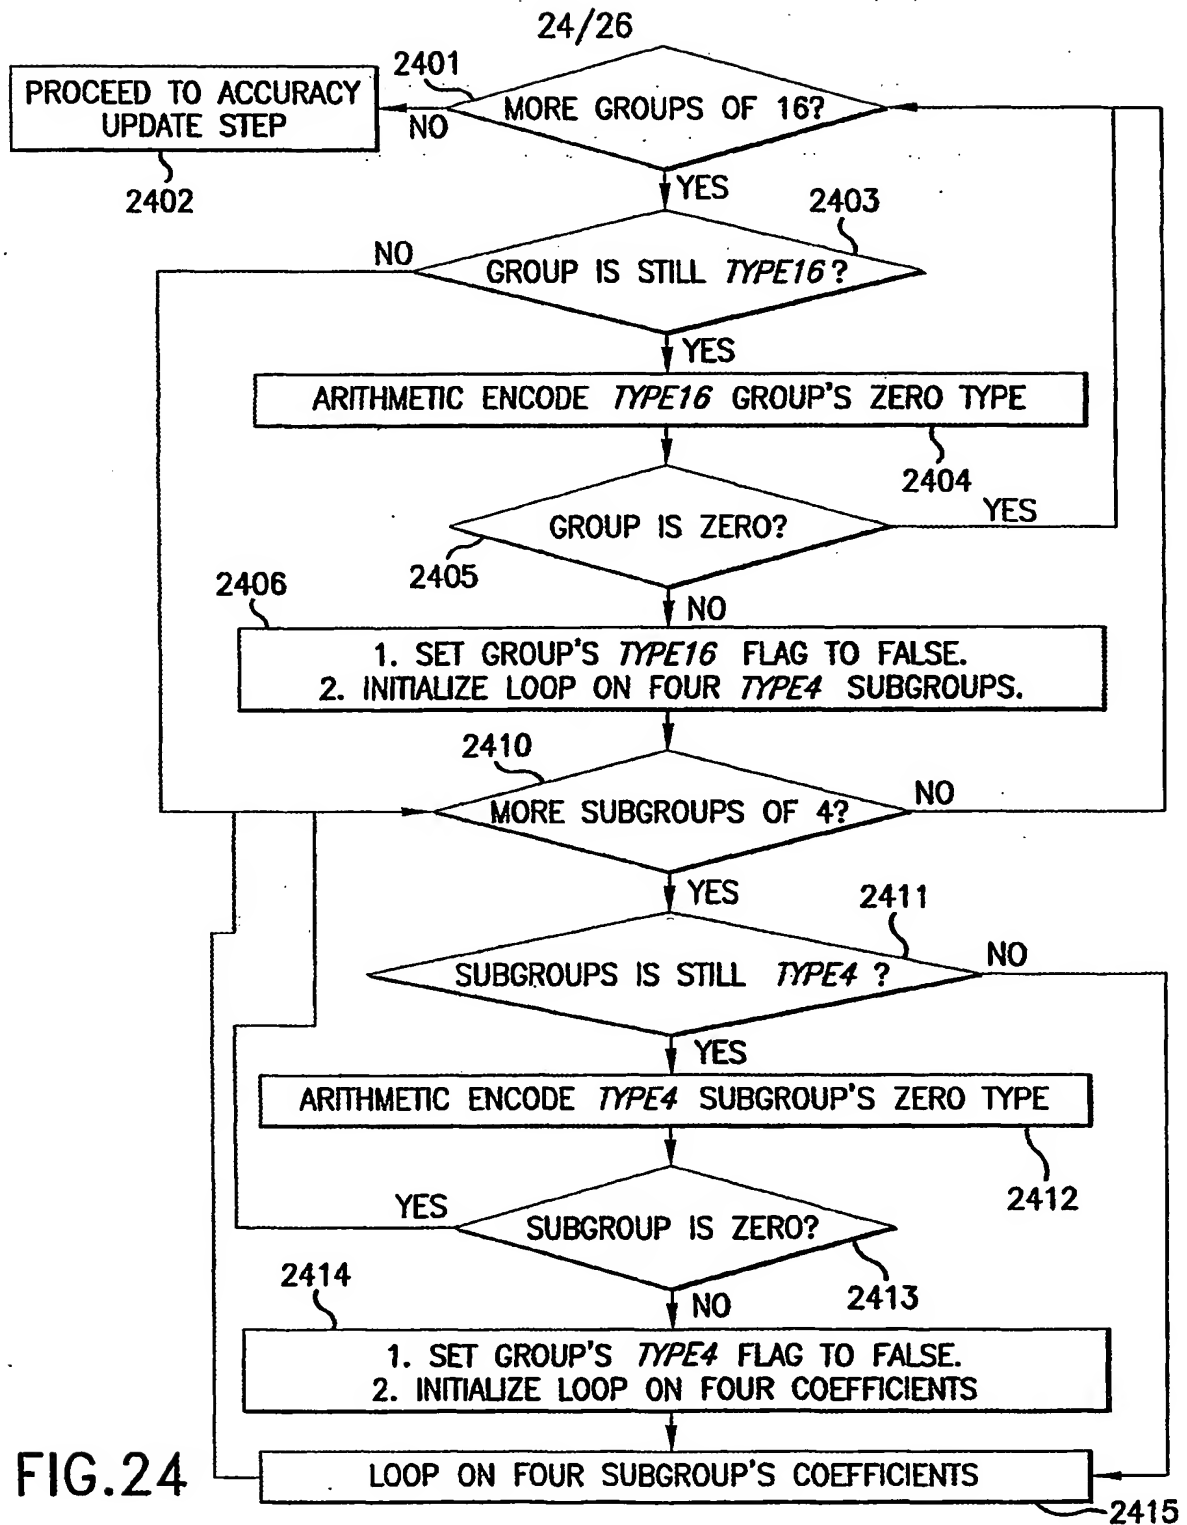 24/26
2401
PROCEED TO ACCURACY
UPDATE STEP
NO
MORE GROUPS OF 16?
2402
YES
2403
NO
GROUP IS STILL TYPE16?
YES
ARITHMETIC ENCODE TYPE16 GROUP'S ZERO TYPE
2404
GROUP IS ZERO?
YES
2405
2406
NO
1. SET GROUP'S TYPE16 FLAG TO FALSE.
2. INITIALIZE LOOP ON FOUR TYPE4 SUBGROUPS.
2410
MORE SUBGROUPS OF 4?
NO
YES
2411
SUBGROUPS IS STILL TYPE4 ?
NO
YES
ARITHMETIC ENCODE TYPE4 SUBGROUP'S ZERO TYPE
2412
YES
SUBGROUP IS ZERO?
2413
2414
NO
1. SET GROUP'S TYPE4 FLAG TO FALSE.
2. INITIALIZE LOOP ON FOUR COEFFICIENTS
FIG.24
LOOP ON FOUR SUBGROUP'S COEFFICIENTS
2415